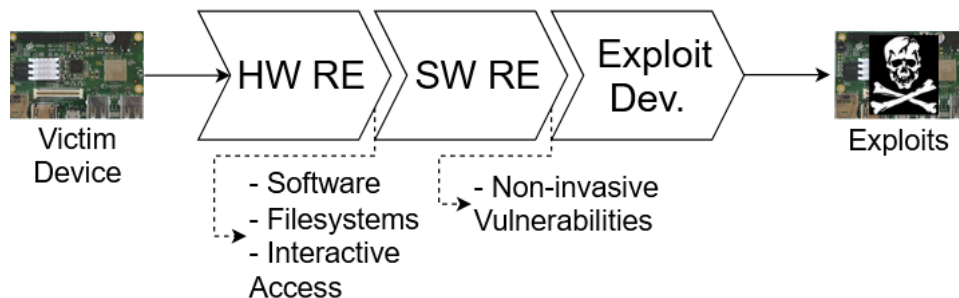 HW RE
SW RE
Exploit
Dev.
Victim
Device
Exploits
- Software
- Filesystems
- Interactive
Access
- Non-invasive
Vulnerabilities